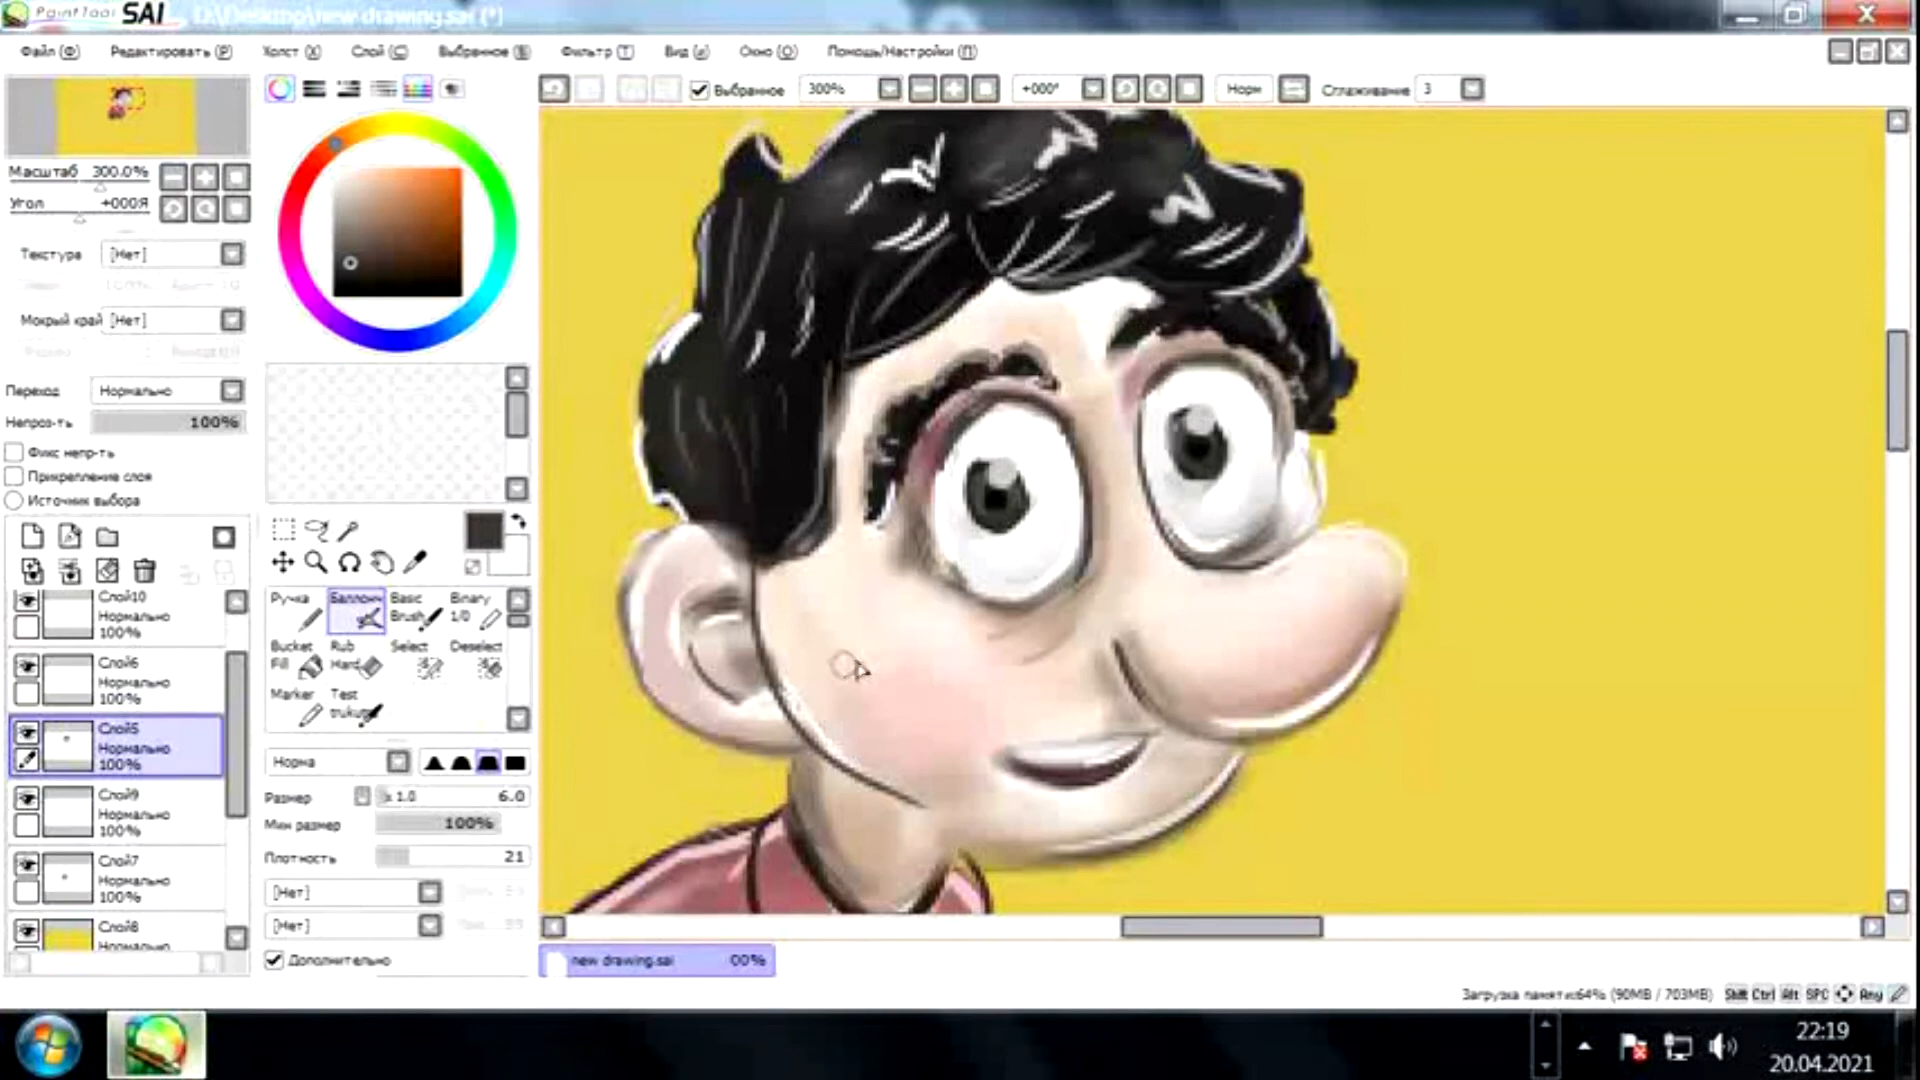 PaintTool SAI D:\Desktop\new drawing.sai (*)
Файл (Ф) Редактировать (Р) Холст (Х) Слой (С) Выбранное (В) Фильтр (Т) Вид (и) Окно (О) Помощь/Настройки (П)
Выбранное 300% +000° Норм Сглаживание 3
Масштаб 300.0%
Угол +000Я
Текстура [Нет]
Мокрый край [Нет]
Переход Нормально
Непроз-ть 100%
Фикс непр-ть
Прикрепление слоя
Источник выбора
Слой10
Нормально
100%
Слой6
Нормально
100%
Слой5
Нормально
100%
Слой9
Нормально
100%
Слой7
Нормально
100%
Слой8
Нормально
Ручка Баллонч Basic Brush Binary 1/0
Bucket Fill Rub Hard Select Deselect
Marker Test trukus
Норма
Размер x 1.0 6.0
Мин размер 100%
Плотность 21
[Нет]
[Нет]
Дополнительно
new drawing.sai 00%
Загрузка памяти:64% (90MB / 703MB) Shift Ctrl Alt SPC Any
22:19
20.04.2021